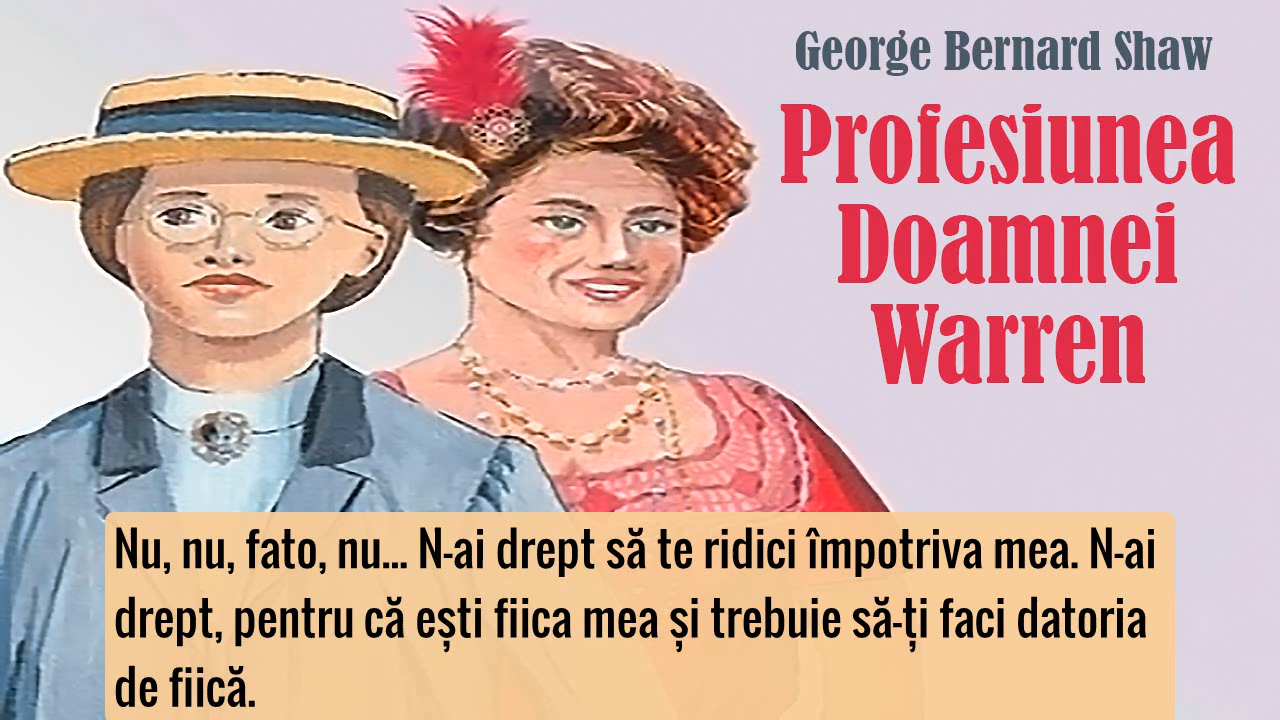 George Bernard Shaw
Profesiunea
Doamnei
Warren
Nu, nu, fato, nu... N-ai drept să te ridici împotriva mea. N-ai
drept, pentru că ești fiica mea și trebuie să-ți faci datoria
de fiică.